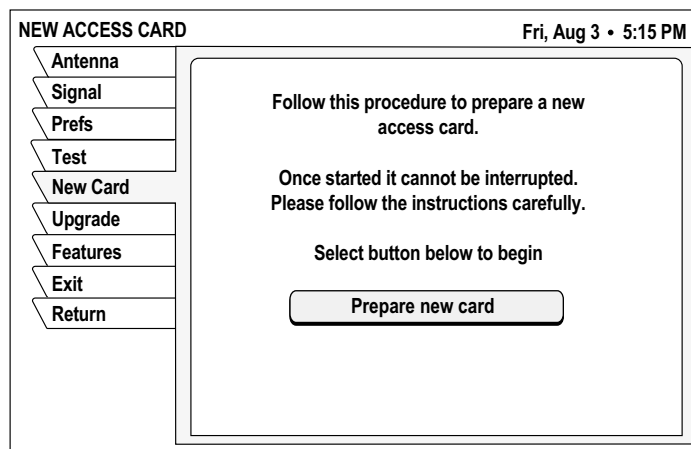 NEW ACCESS CARD
Fri, Aug 3 • 5:15 PM
Antenna
Signal
Prefs
Test
New Card
Upgrade
Features
Exit
Return
Follow this procedure to prepare a new
access card.
Once started it cannot be interrupted.
Please follow the instructions carefully.
Select button below to begin
Prepare new card